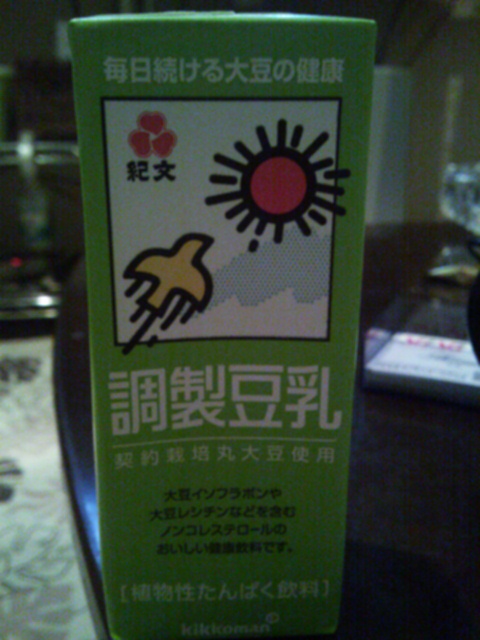 毎日続ける大豆の健康
紀文
調製豆乳
契約栽培丸大豆使用
大豆イソフラボンや
大豆レシチンなどを含む
ノンコレステロールの
おいしい健康飲料です。
[植物性たんぱく飲料]
kikkoman